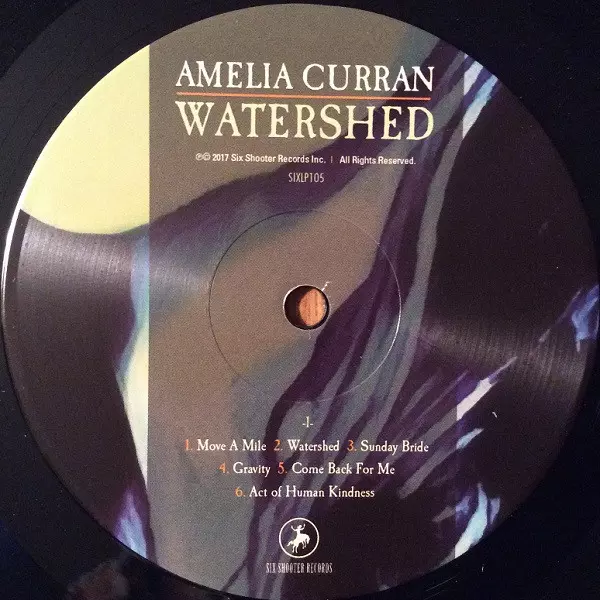 AMELIA CURRAN
WATERSHED
℗© 2017 Six Shooter Records Inc. | All Rights Reserved.
SIXLP105
-I-
1. Move A Mile 2. Watershed 3. Sunday Bride
4. Gravity 5. Come Back For Me
6. Act of Human Kindness
SIX SHOOTER RECORDS